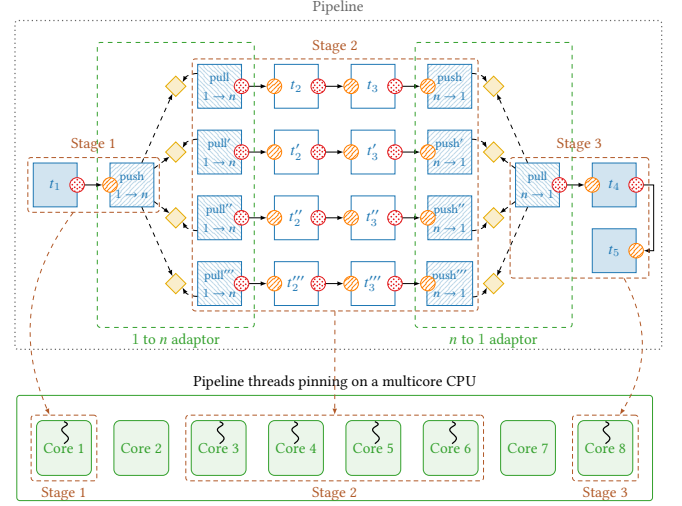 Pipeline
Stage 2
pull
1 → n
t2
t3
push
n → 1
Stage 1
Stage 3
pull′
1 → n
t′2
t′3
push′
n → 1
t1
push
1 → n
pull
n → 1
t4
pull″
1 → n
t″2
t″3
push″
n → 1
t5
pull‴
1 → n
t‴2
t‴3
push‴
n → 1
1 to n adaptor
n to 1 adaptor
Pipeline threads pinning on a multicore CPU
Core 1
Core 2
Core 3
Core 4
Core 5
Core 6
Core 7
Core 8
Stage 1
Stage 2
Stage 3